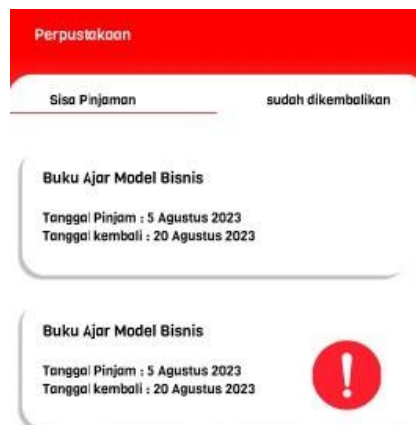 Perpustakaan
Sisa Pinjaman
sudah dikembalikan
Buku Ajar Model Bisnis
Tanggal Pinjam : 5 Agustus 2023
Tanggal kembali : 20 Agustus 2023
Buku Ajar Model Bisnis
Tanggal Pinjam : 5 Agustus 2023
Tanggal kembali : 20 Agustus 2023
!